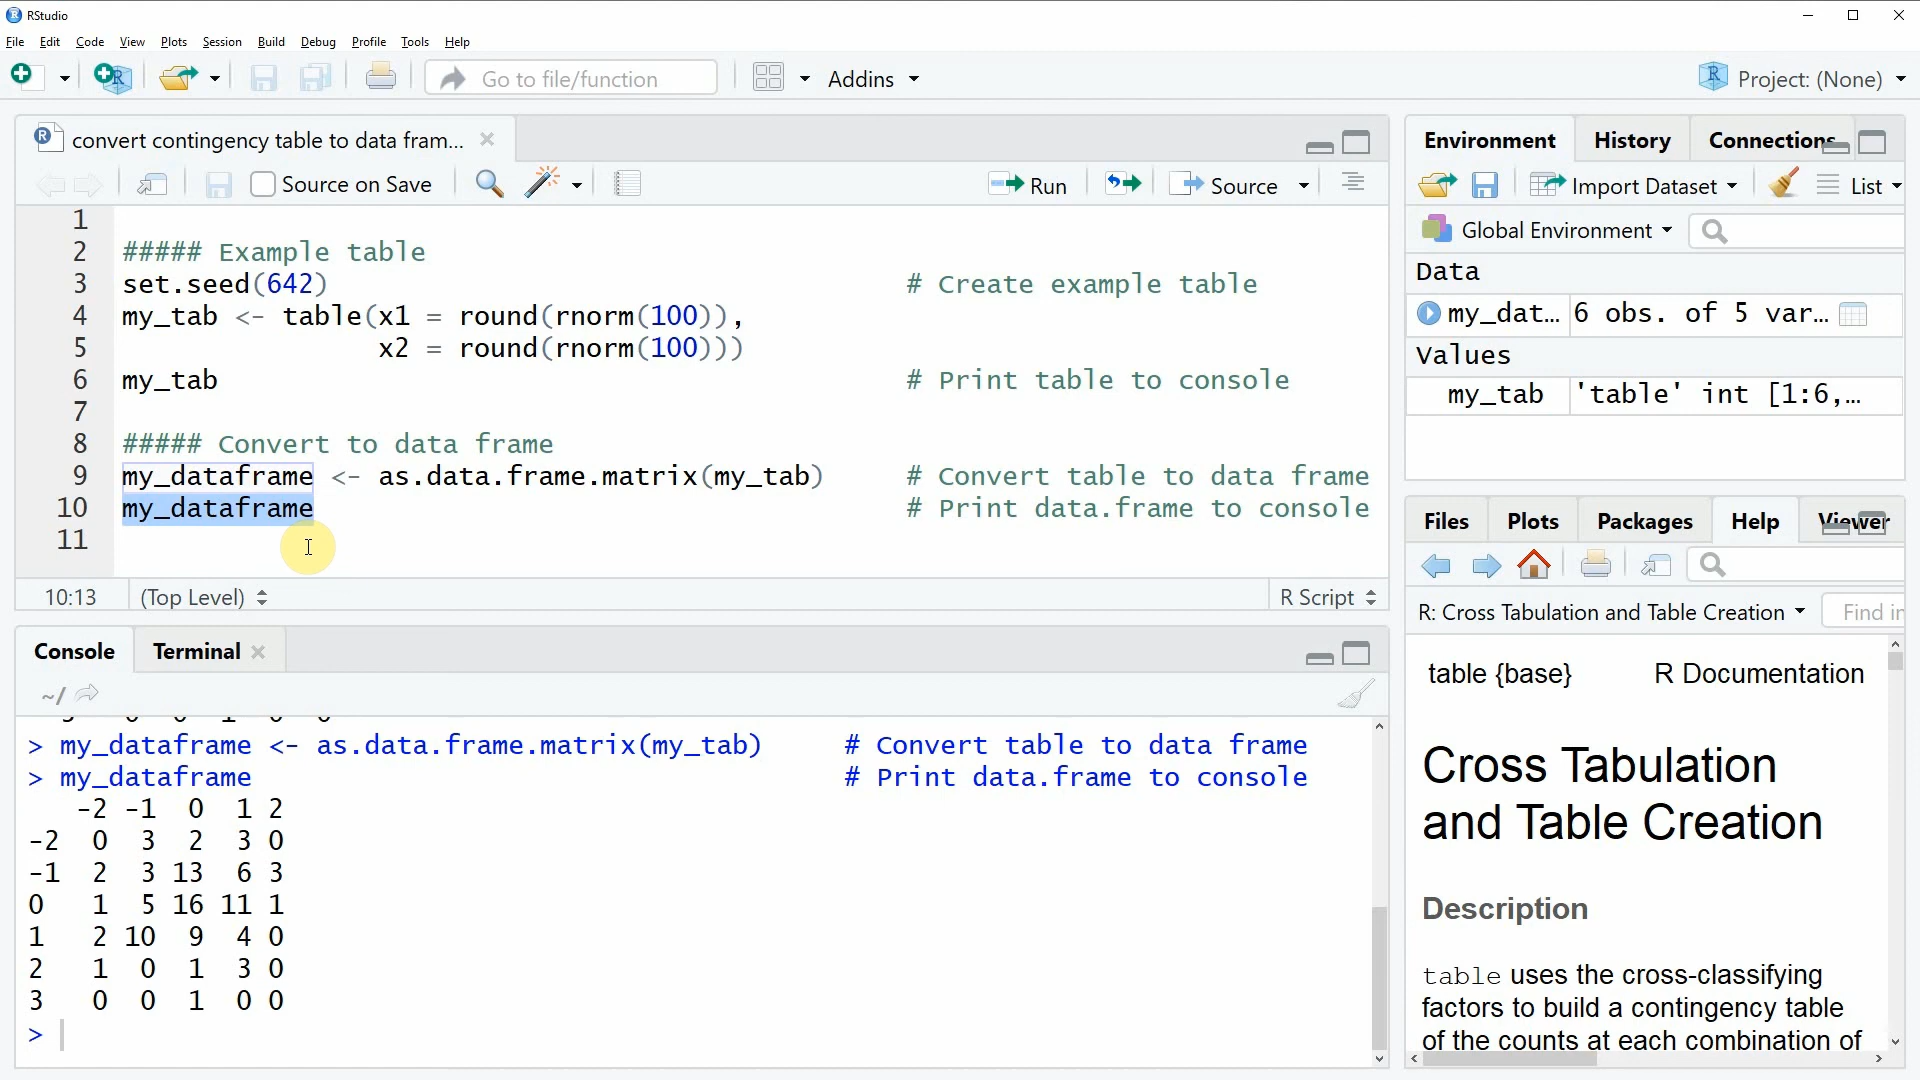 RStudio
File Edit Code View Plots Session Build Debug Profile Tools Help
Go to file/function Addins Project: (None)
convert contingency table to data fram...
Source on Save Run Source
1
2 ##### Example table
3 set.seed(642) # Create example table
4 my_tab <- table(x1 = round(rnorm(100)),
5 x2 = round(rnorm(100)))
6 my_tab # Print table to console
7
8 ##### Convert to data frame
9 my_dataframe <- as.data.frame.matrix(my_tab) # Convert table to data frame
10 my_dataframe # Print data.frame to console
11
10:13 (Top Level) R Script
Console Terminal
~/
> my_dataframe <- as.data.frame.matrix(my_tab) # Convert table to data frame
> my_dataframe # Print data.frame to console
-2 -1 0 1 2
-2 0 3 2 3 0
-1 2 3 13 6 3
0 1 5 16 11 1
1 2 10 9 4 0
2 1 0 1 3 0
3 0 0 1 0 0
>
Environment History Connections
Import Dataset List
Global Environment
Data
my_dat... 6 obs. of 5 var...
Values
my_tab 'table' int [1:6,...
Files Plots Packages Help Viewer
R: Cross Tabulation and Table Creation Find in
table {base} R Documentation
Cross Tabulation
and Table Creation
Description
table uses the cross-classifying
factors to build a contingency table
of the counts at each combination of